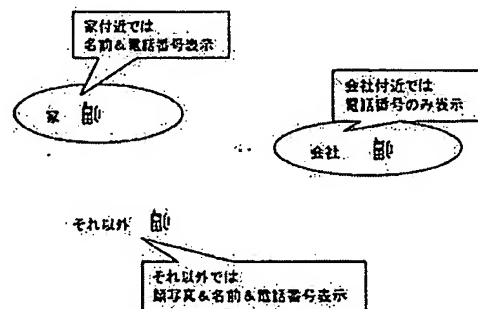 家付近では
名前&電話番号表示
家
会社付近では
電話番号のみ表示
会社
それ以外
それ以外では
顔写真&名前&電話番号表示